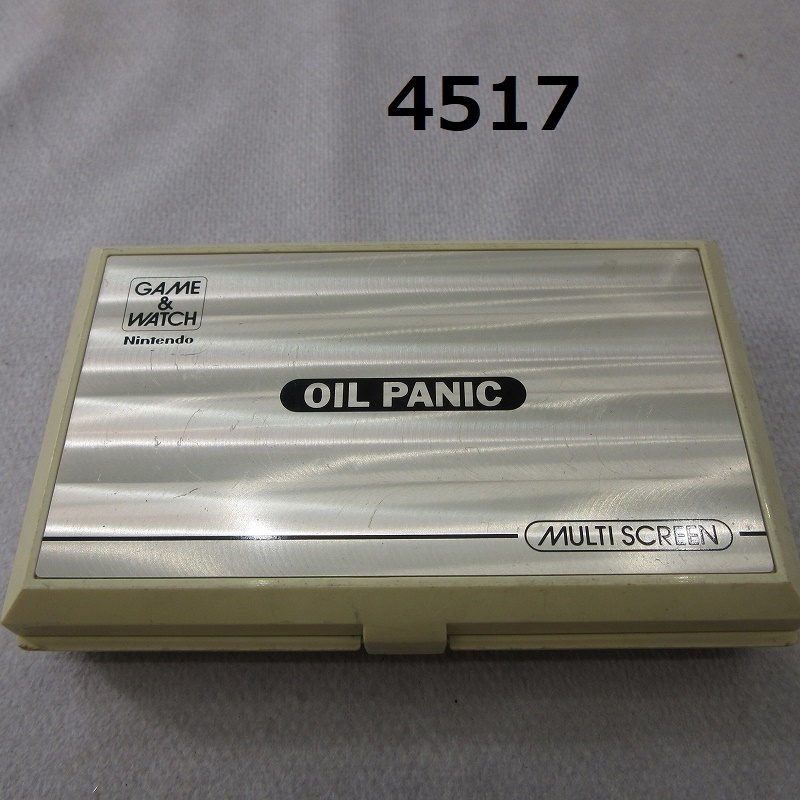 4517
GAME
&
WATCH
Nintendo
OIL PANIC
MULTI SCREEN